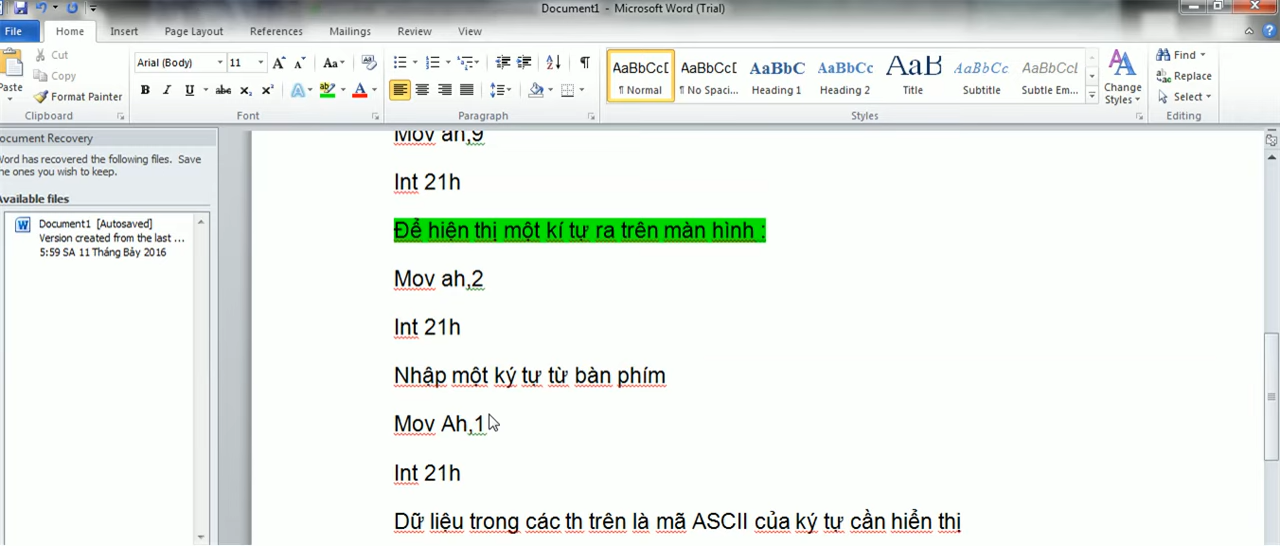 Document1 - Microsoft Word (Trial)
File Home Insert Page Layout References Mailings Review View
Cut
Copy
Paste
Format Painter
Clipboard
Arial (Body) 11
Font
Paragraph
AaBbCcD AaBbCcD AaBbC AaBbCc AaB AaBbCc. AaBbCcD
¶ Normal ¶ No Spaci... Heading 1 Heading 2 Title Subtitle Subtle Em...
Change
Styles
Styles
Find
Replace
Select
Editing
ocument Recovery
Word has recovered the following files. Save
the ones you wish to keep.
Available files
Document1 [Autosaved]
Version created from the last ...
5:59 SA 11 Tháng Bảy 2016
Mov ah,9
Int 21h
Để hiện thị một kí tự ra trên màn hình :
Mov ah,2
Int 21h
Nhập một ký tự từ bàn phím
Mov Ah,1
Int 21h
Dữ liệu trong các th trên là mã ASCII của ký tự cần hiển thị